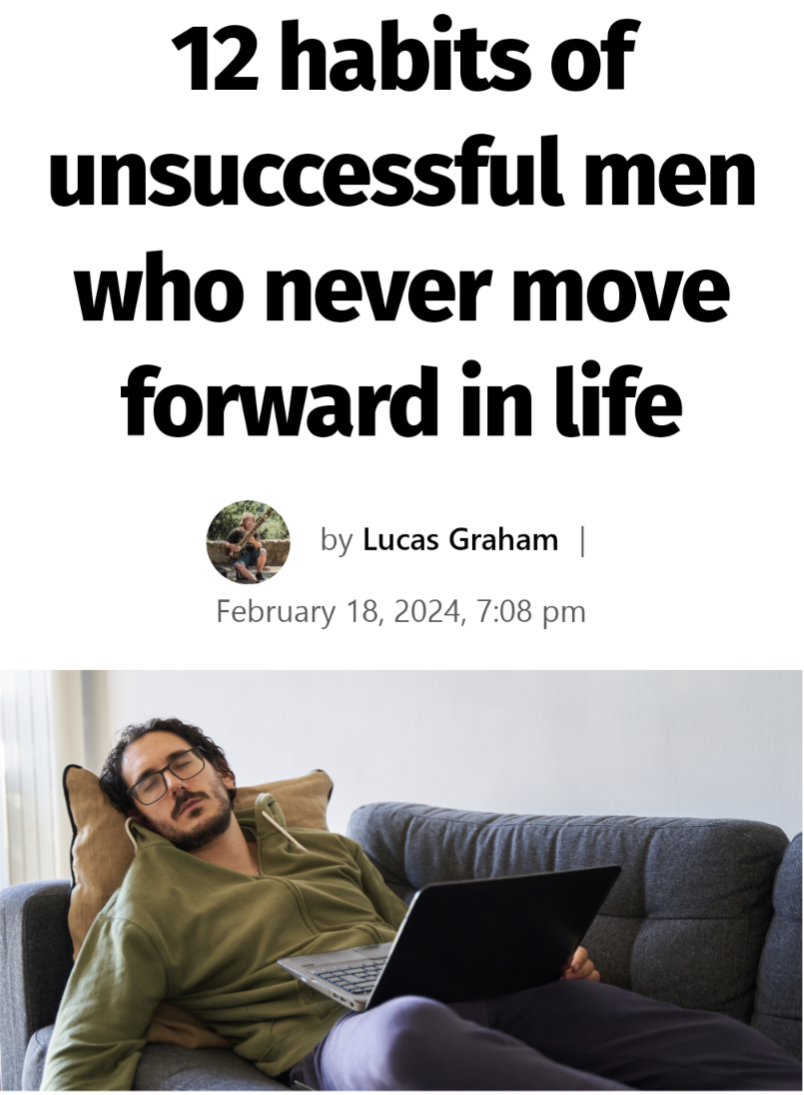 12 habits of
unsuccessful men
who never move
forward in life
by Lucas Graham |
February 18, 2024, 7:08 pm